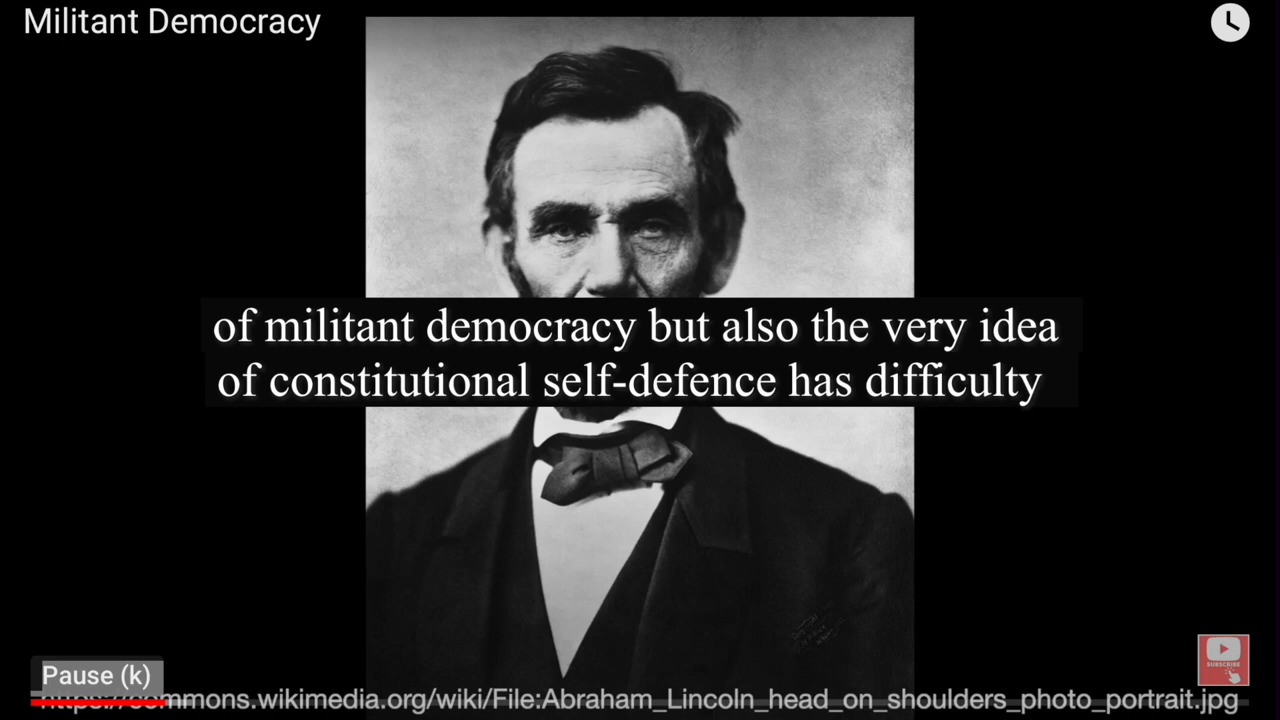 Militant Democracy
of militant democracy but also the very idea
of constitutional self-defence has difficulty
SUBSCRIBE
Pause (k)
https://commons.wikimedia.org/wiki/File:Abraham_Lincoln_head_on_shoulders_photo_portrait.jpg